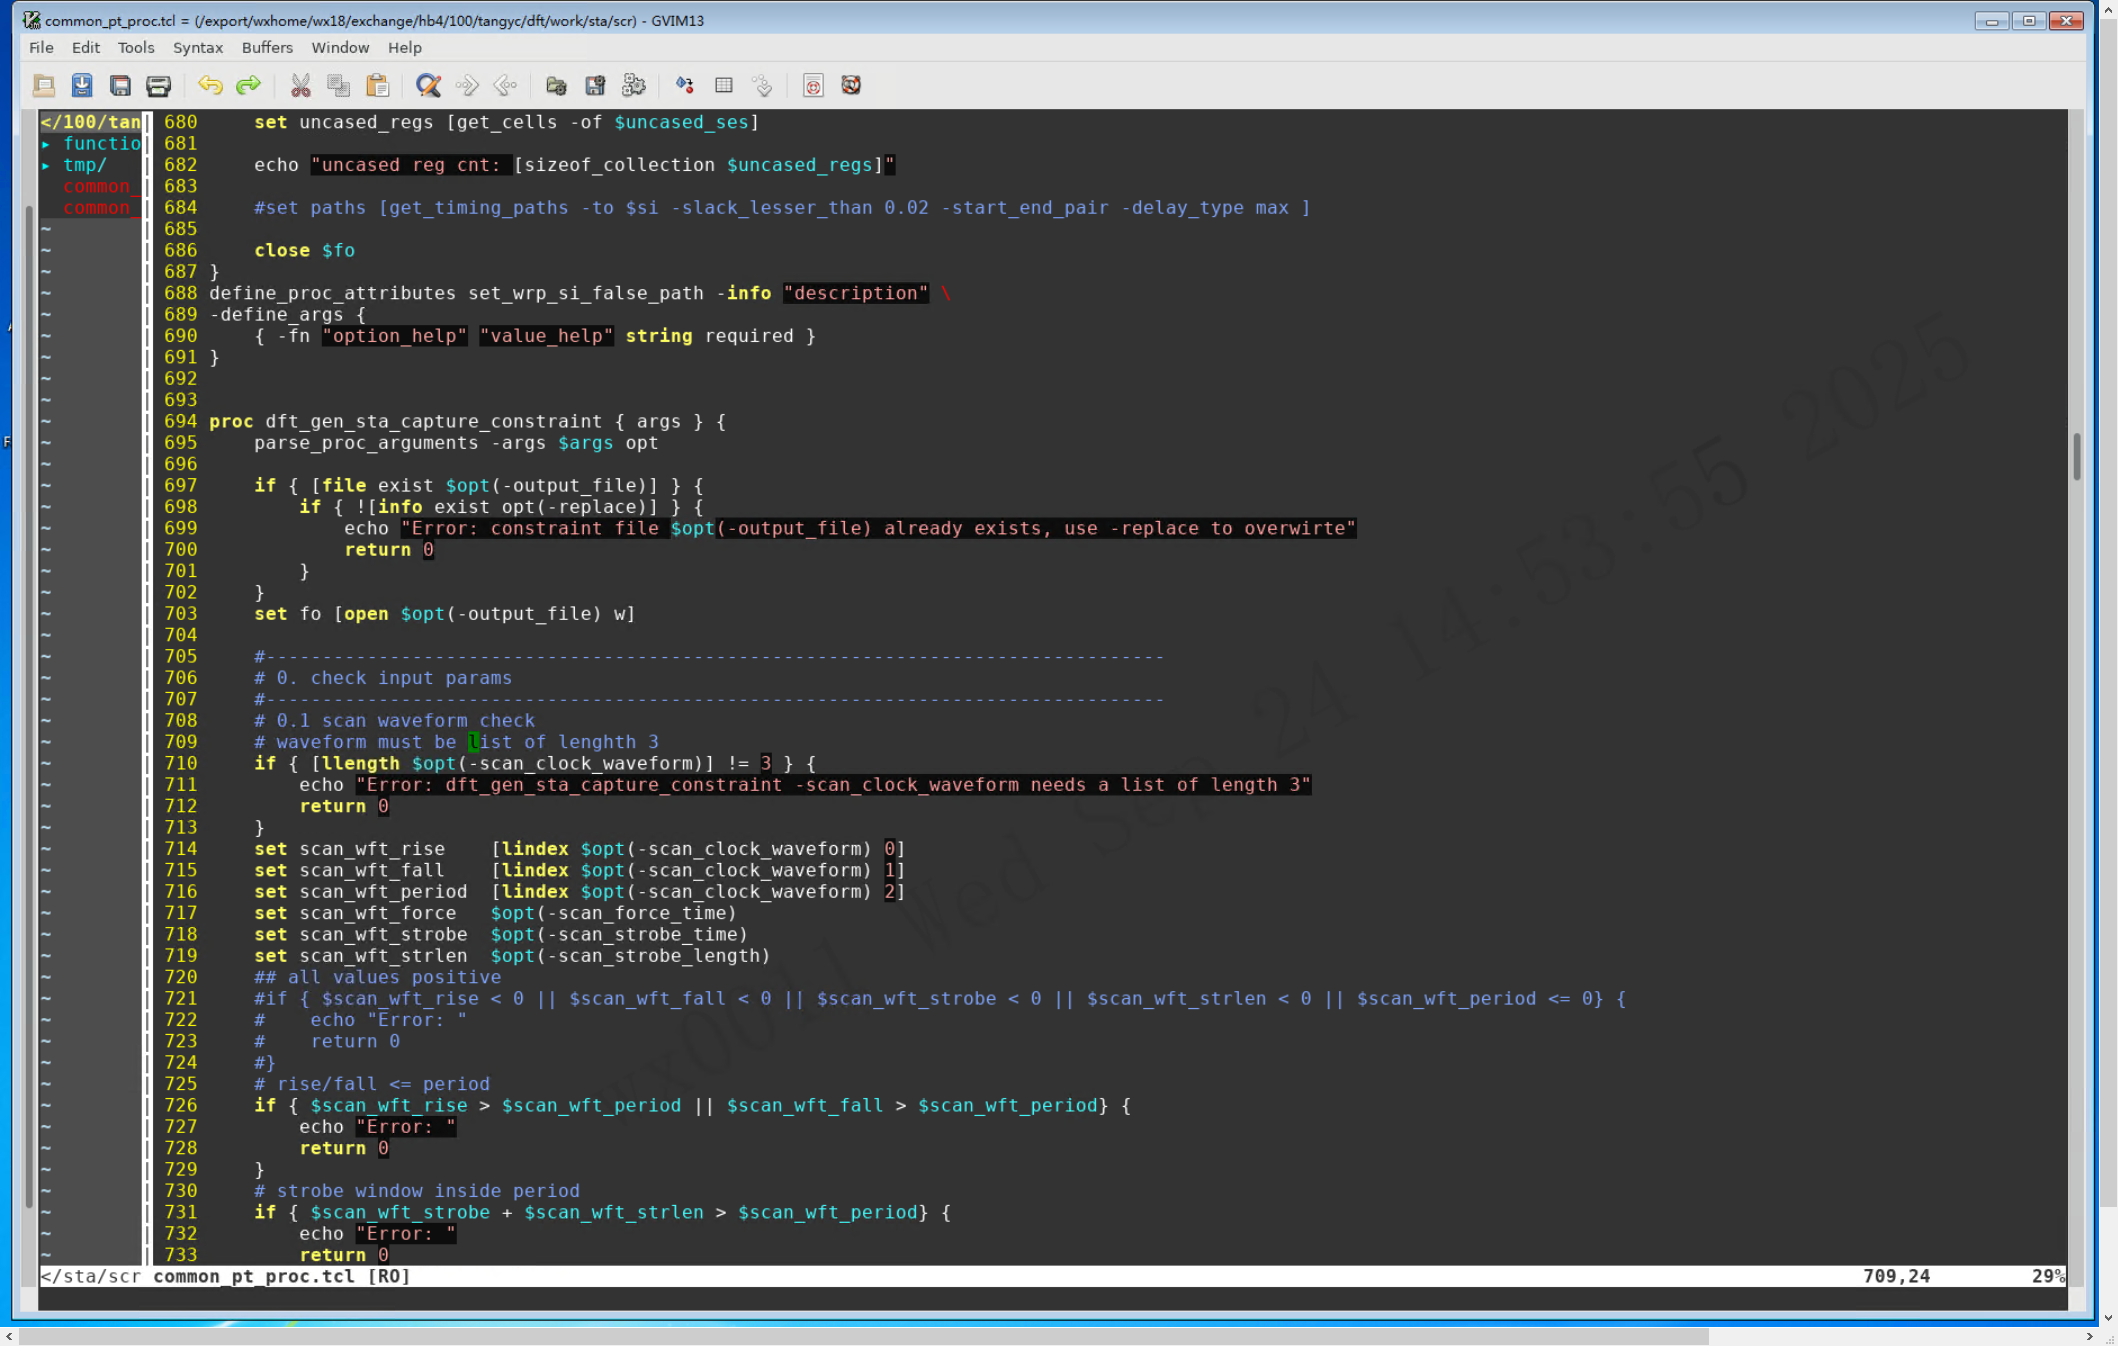 common_pt_proc.tcl = (/export/wxhome/wx18/exchange/hb4/100/tangyc/dft/work/sta/scr) - GVIM13
File Edit Tools Syntax Buffers Window Help
</100/tan
▸ functio
▸ tmp/
common_
common_
680     set uncased_regs [get_cells -of $uncased_ses]
681
682     echo "uncased reg cnt: [sizeof_collection $uncased_regs]"
683
684     #set paths [get_timing_paths -to $si -slack_lesser_than 0.02 -start_end_pair -delay_type max ]
685
686     close $fo
687 }
688 define_proc_attributes set_wrp_si_false_path -info "description" \
689 -define_args {
690     { -fn "option_help" "value_help" string required }
691 }
692
693
694 proc dft_gen_sta_capture_constraint { args } {
695     parse_proc_arguments -args $args opt
696
697     if { [file exist $opt(-output_file)] } {
698         if { ![info exist opt(-replace)] } {
699             echo "Error: constraint file $opt(-output_file) already exists, use -replace to overwirte"
700             return 0
701         }
702     }
703     set fo [open $opt(-output_file) w]
704
705     #--------------------------------------------------------------------------------
706     # 0. check input params
707     #--------------------------------------------------------------------------------
708     # 0.1 scan waveform check
709     # waveform must be list of lenghth 3
710     if { [llength $opt(-scan_clock_waveform)] != 3 } {
711         echo "Error: dft_gen_sta_capture_constraint -scan_clock_waveform needs a list of length 3"
712         return 0
713     }
714     set scan_wft_rise    [lindex $opt(-scan_clock_waveform) 0]
715     set scan_wft_fall    [lindex $opt(-scan_clock_waveform) 1]
716     set scan_wft_period  [lindex $opt(-scan_clock_waveform) 2]
717     set scan_wft_force   $opt(-scan_force_time)
718     set scan_wft_strobe  $opt(-scan_strobe_time)
719     set scan_wft_strlen  $opt(-scan_strobe_length)
720     ## all values positive
721     #if { $scan_wft_rise < 0 || $scan_wft_fall < 0 || $scan_wft_strobe < 0 || $scan_wft_strlen < 0 || $scan_wft_period <= 0} {
722     #    echo "Error: "
723     #    return 0
724     #}
725     # rise/fall <= period
726     if { $scan_wft_rise > $scan_wft_period || $scan_wft_fall > $scan_wft_period} {
727         echo "Error: "
728         return 0
729     }
730     # strobe window inside period
731     if { $scan_wft_strobe + $scan_wft_strlen > $scan_wft_period} {
732         echo "Error: "
733         return 0
</sta/scr common_pt_proc.tcl [RO] 709,24 29%
Wed Sep 24 14:53:55 2025